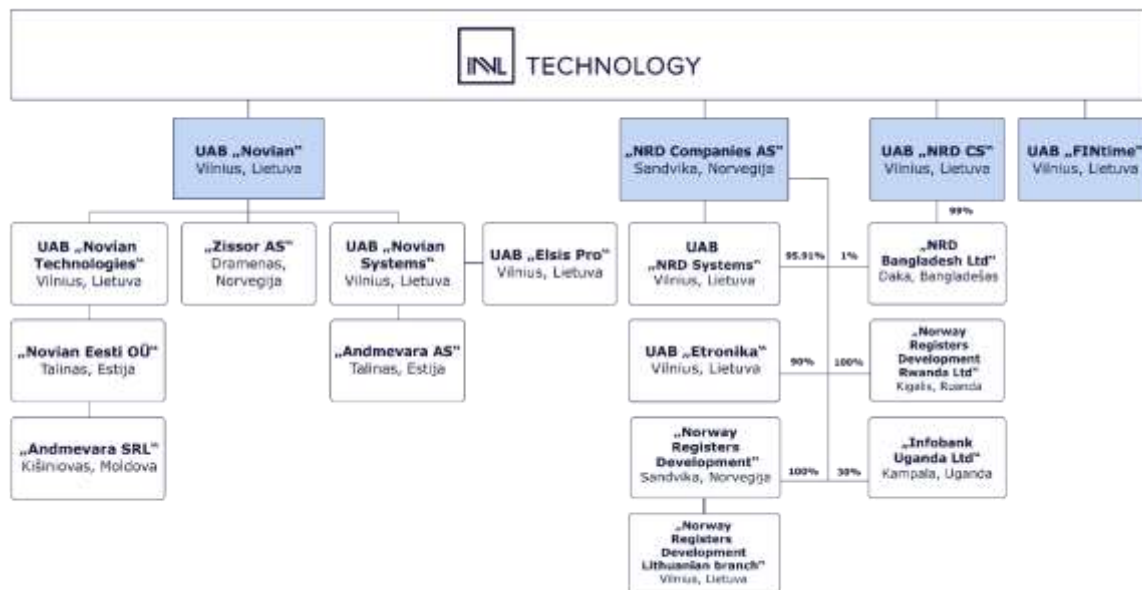 INVL TECHNOLOGY
UAB „Novian“
Vilnius, Lietuva
„NRD Companies AS“
Sandvika, Norvegija
UAB „NRD CS“
Vilnius, Lietuva
UAB „FINtime“
Vilnius, Lietuva
99%
UAB „Novian
Technologies“
Vilnius, Lietuva
„Zissor AS“
Dramenas,
Norvegija
UAB „Novian
Systems“
Vilnius, Lietuva
UAB „Elsis Pro“
Vilnius, Lietuva
UAB
„NRD Systems“
Vilnius, Lietuva
95.91%
1%
„NRD
Bangladesh Ltd“
Daka, Bangladešas
„Novian Eesti OÜ“
Talinas, Estija
„Andmevara AS“
Talinas, Estija
UAB „Etronika“
Vilnius, Lietuva
90%
100%
„Norway
Registers
Development
Rwanda Ltd“
Kigalis, Ruanda
„Andmevara SRL“
Kišiniovas, Moldova
„Norway
Registers
Development“
Sandvika, Norvegija
100%
30%
„Infobank
Uganda Ltd“
Kampala, Uganda
„Norway
Registers
Development
Lithuanian branch“
Vilnius, Lietuva